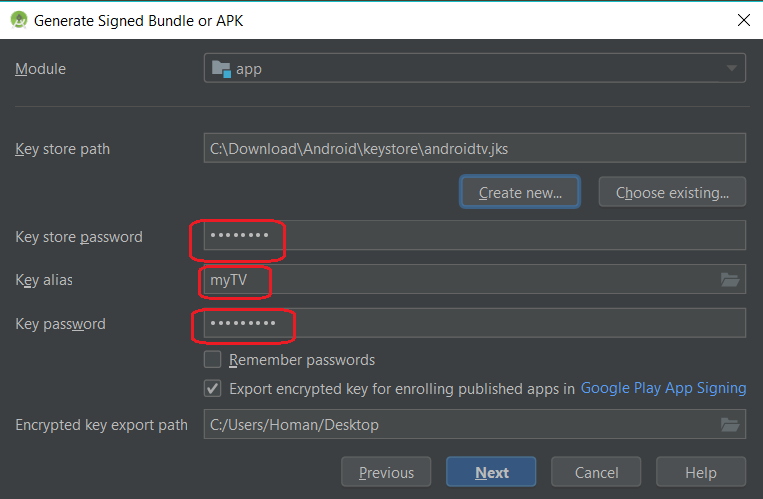 Generate Signed Bundle or APK
Module app
Key store path C:\Download\Android\keystore\androidtv.jks
Create new... Choose existing...
Key store password ••••••••
Key alias myTV
Key password •••••••••
Remember passwords
Export encrypted key for enrolling published apps in Google Play App Signing
Encrypted key export path C:/Users/Homan/Desktop
Previous Next Cancel Help